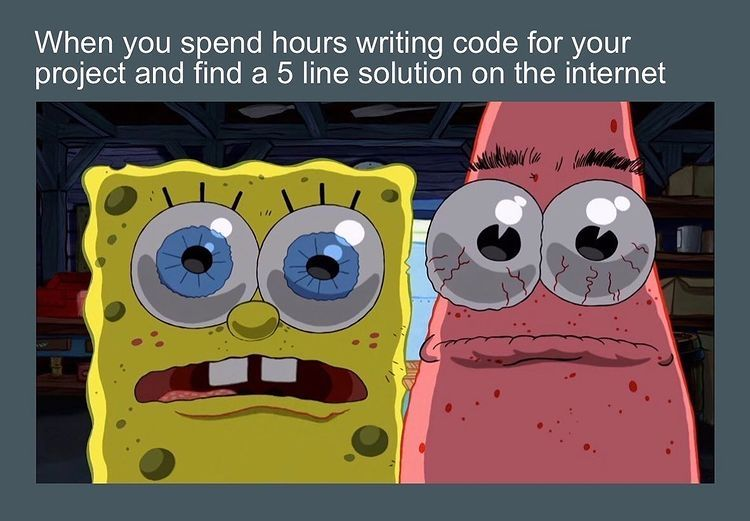 When you spend hours writing code for your
project and find a 5 line solution on the internet